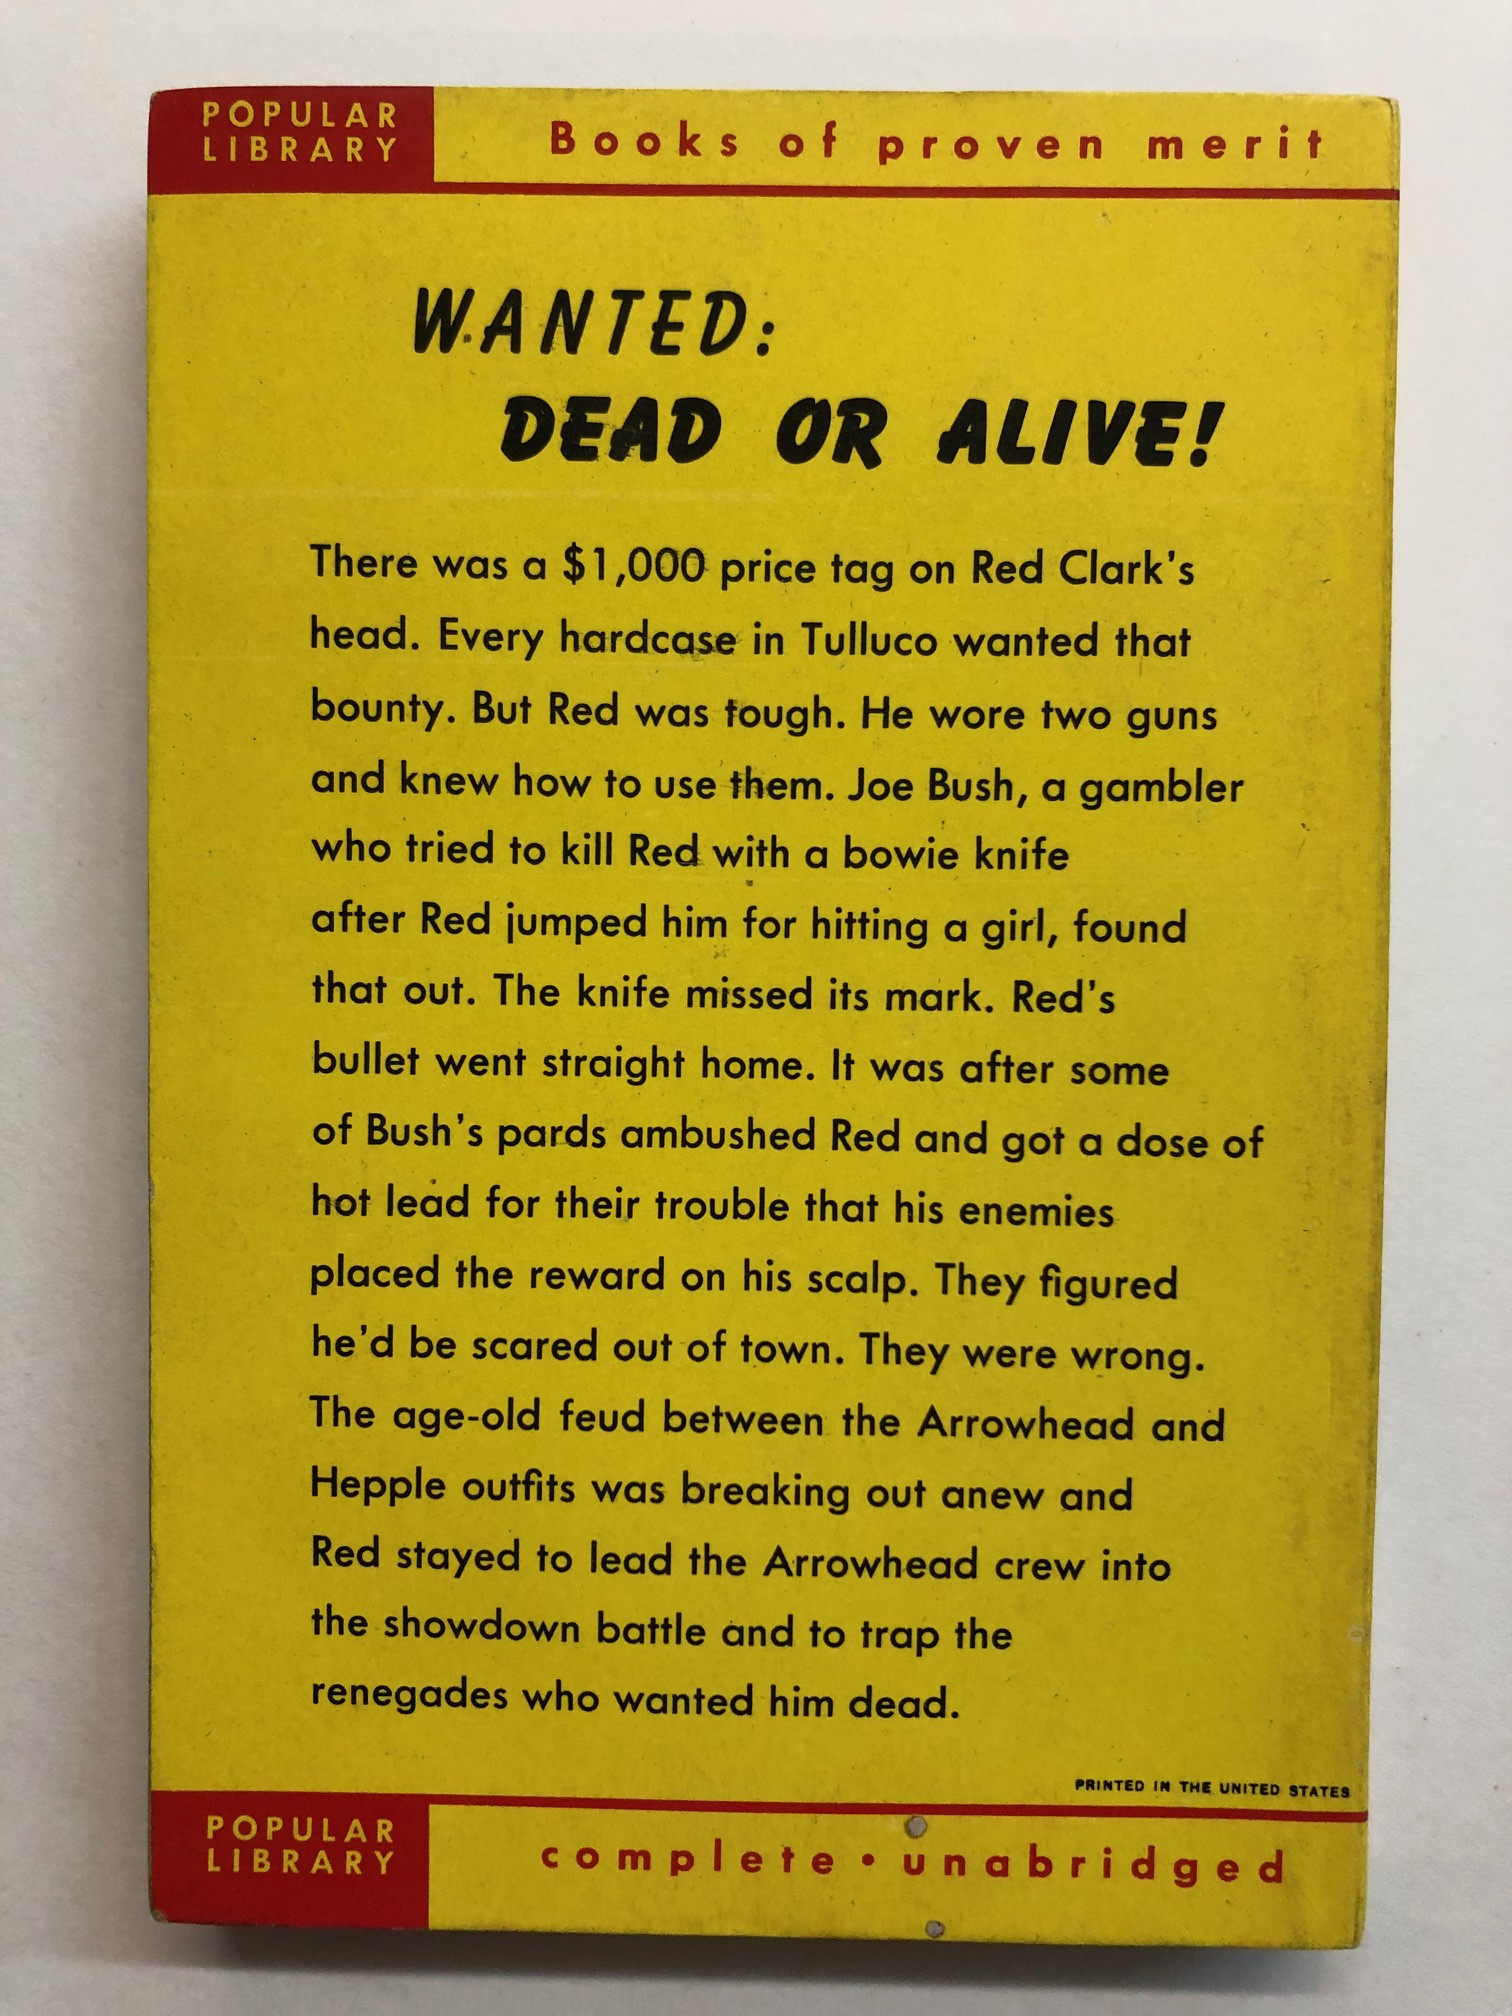 POPULAR
LIBRARY
Books of proven merit
WANTED:
DEAD OR ALIVE!
There was a $1,000 price tag on Red Clark's
head. Every hardcase in Tulluco wanted that
bounty. But Red was tough. He wore two guns
and knew how to use them. Joe Bush, a gambler
who tried to kill Red with a bowie knife
after Red jumped him for hitting a girl, found
that out. The knife missed its mark. Red's
bullet went straight home. It was after some
of Bush's pards ambushed Red and got a dose of
hot lead for their trouble that his enemies
placed the reward on his scalp. They figured
he'd be scared out of town. They were wrong.
The age-old feud between the Arrowhead and
Hepple outfits was breaking out anew and
Red stayed to lead the Arrowhead crew into
the showdown battle and to trap the
renegades who wanted him dead.
PRINTED IN THE UNITED STATES
POPULAR
LIBRARY
complete • unabridged